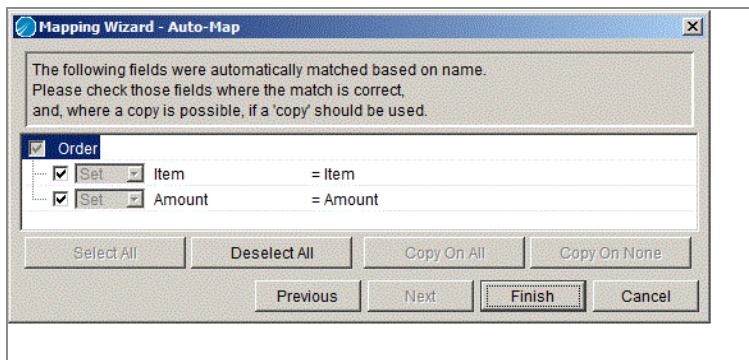 Mapping Wizard - Auto-Map
The following fields were automatically matched based on name.
Please check those fields where the match is correct,
and, where a copy is possible, if a 'copy' should be used.
Order
Set Item = Item
Set Amount = Amount
Select All Deselect All Copy On All Copy On None
Previous Next Finish Cancel